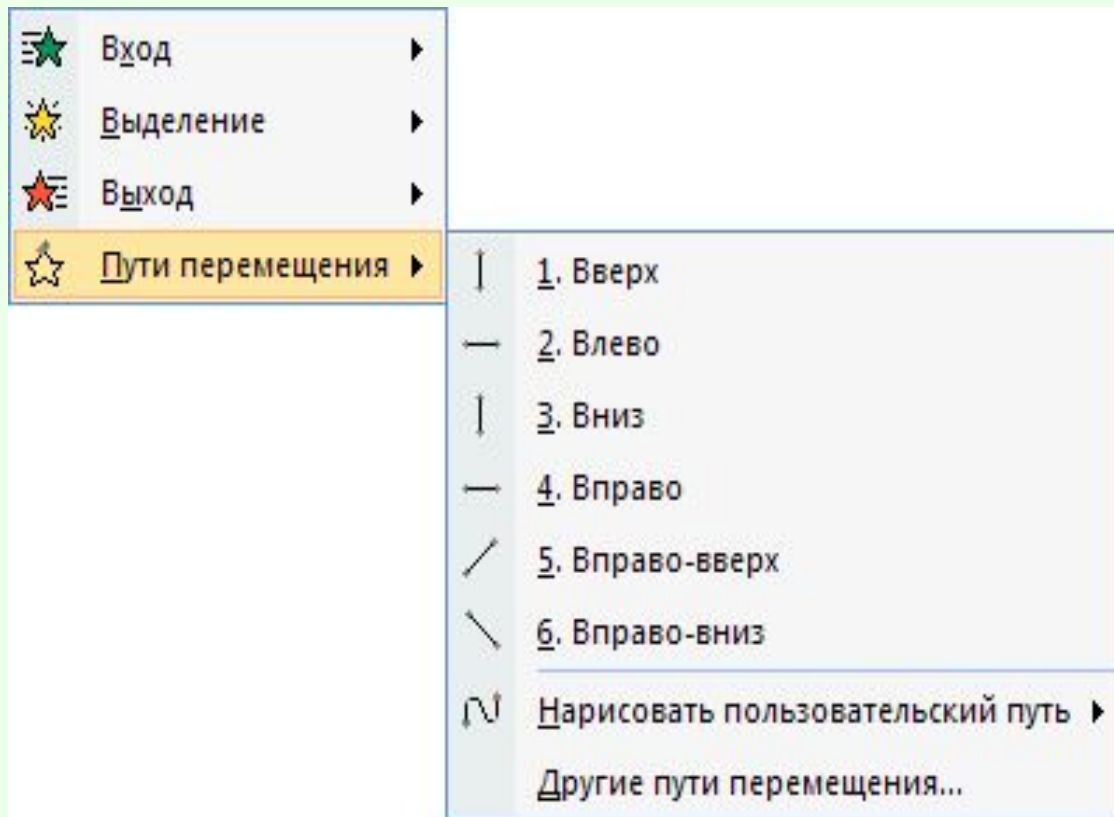 Вход
Выделение
Выход
Пути перемещения
1. Вверх
2. Влево
3. Вниз
4. Вправо
5. Вправо-вверх
6. Вправо-вниз
Нарисовать пользовательский путь
Другие пути перемещения...